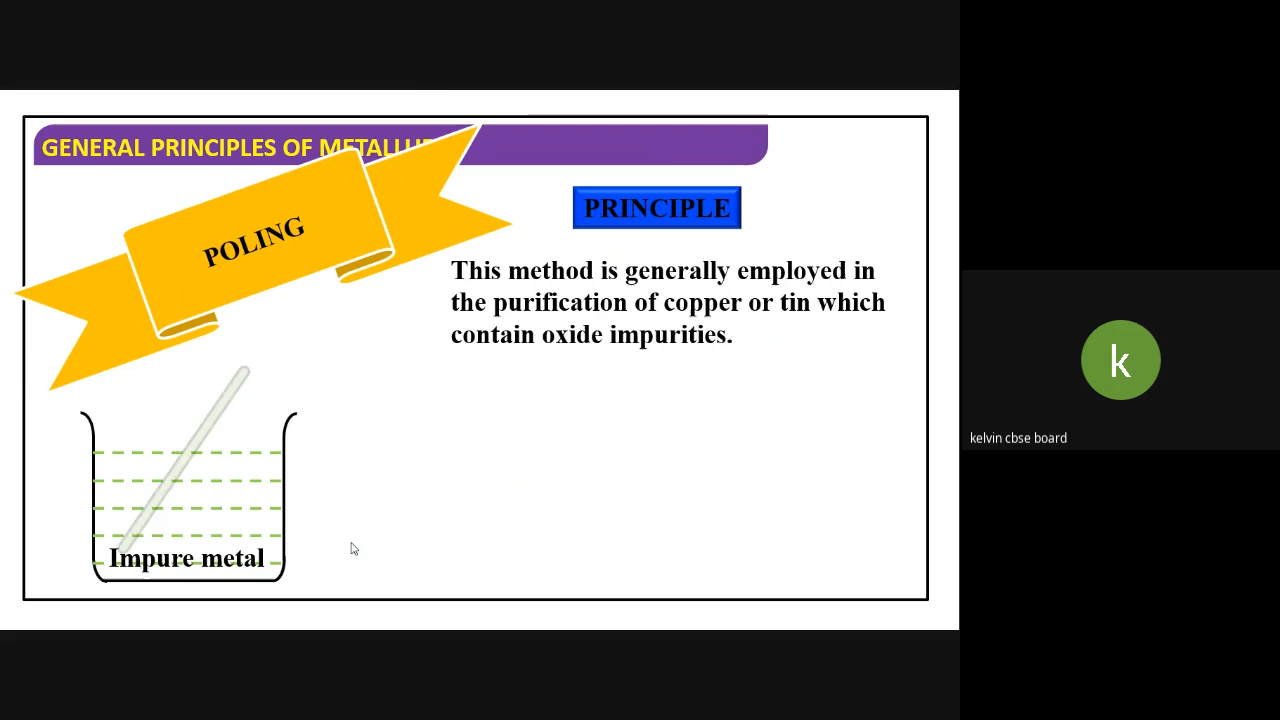 GENERAL PRINCIPLES OF
POLING
PRINCIPLE
This method is generally employed in
the purification of copper or tin which
contain oxide impurities.
Impure metal
k
kelvin cbse board